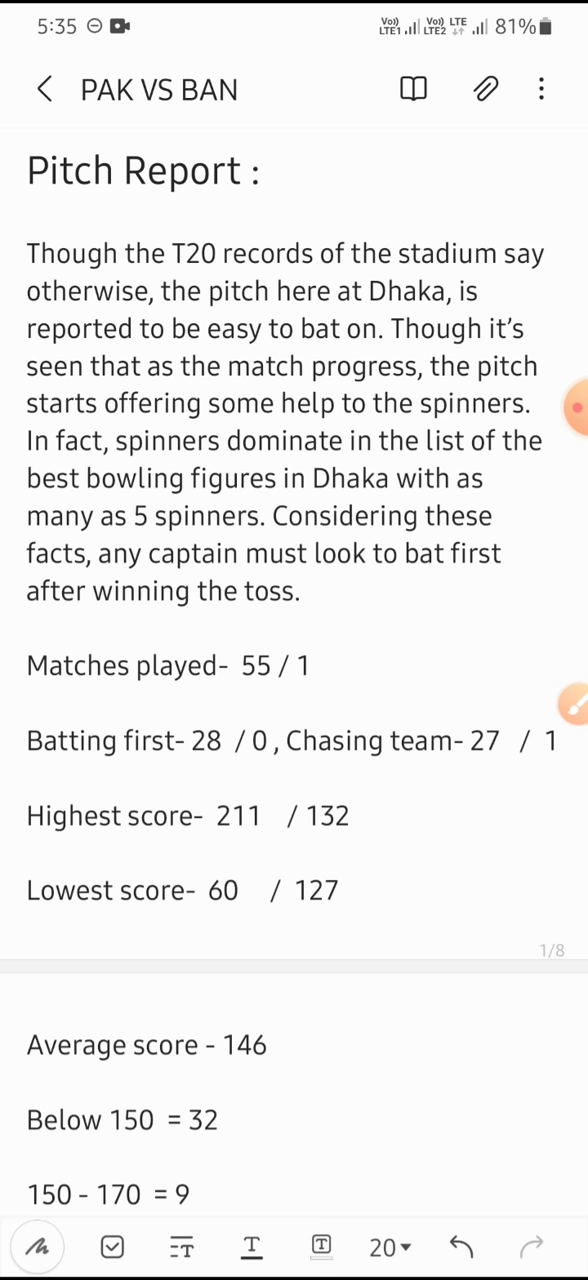 5:35
Vo)) LTE1 Vo)) LTE2 LTE 81%
PAK VS BAN
Pitch Report :
Though the T20 records of the stadium say
otherwise, the pitch here at Dhaka, is
reported to be easy to bat on. Though it’s
seen that as the match progress, the pitch
starts offering some help to the spinners.
In fact, spinners dominate in the list of the
best bowling figures in Dhaka with as
many as 5 spinners. Considering these
facts, any captain must look to bat first
after winning the toss.
Matches played- 55 / 1
Batting first- 28 / 0 , Chasing team- 27 / 1
Highest score- 211 / 132
Lowest score- 60 / 127
1/8
Average score - 146
Below 150 = 32
150 - 170 = 9
T T T 20